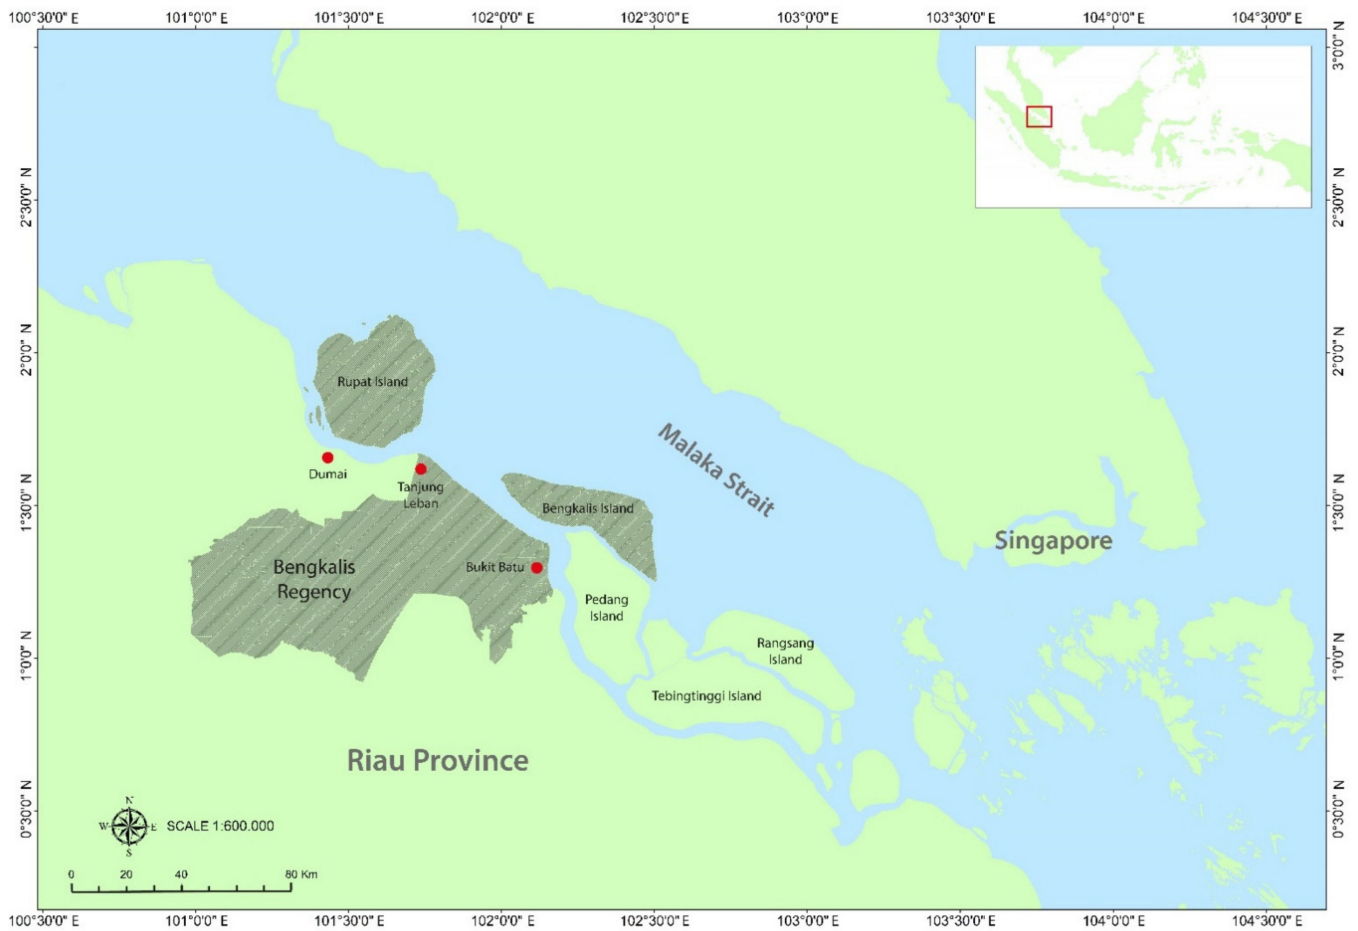 100°30'0" E
101°0'0" E
101°30'0" E
102°0'0" E
102°30'0" E
103°0'0" E
103°30'0" E
104°0'0" E
104°30'0" E
3°0'0" N
2°30'0" N
2°30'0" N
2°0'0" N
2°0'0" N
Rupat Island
Malaka Strait
Dumai
Tanjung
Leban
1°30'0" N
Bengkalis Island
1°30'0" N
Singapore
Bengkalis
Regency
Bukit Batu
Pedang
Island
Rangsang
Island
1°0'0" N
1°0'0" N
Tebingtinggi Island
Riau Province
0°30'0" N
0°30'0" N
N
W E SCALE 1:600.000
S
0 20 40 80 Km
100°30'0" E
101°0'0" E
101°30'0" E
102°0'0" E
102°30'0" E
103°0'0" E
103°30'0" E
104°0'0" E
104°30'0" E